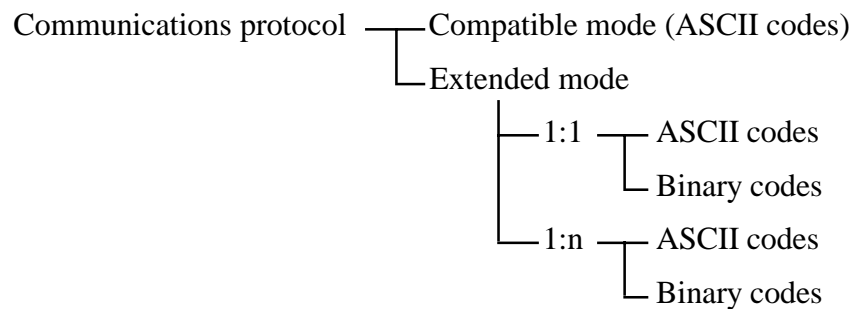 Communications protocol Compatible mode (ASCII codes)
Extended mode
1:1 ASCII codes
Binary codes
1:n ASCII codes
Binary codes